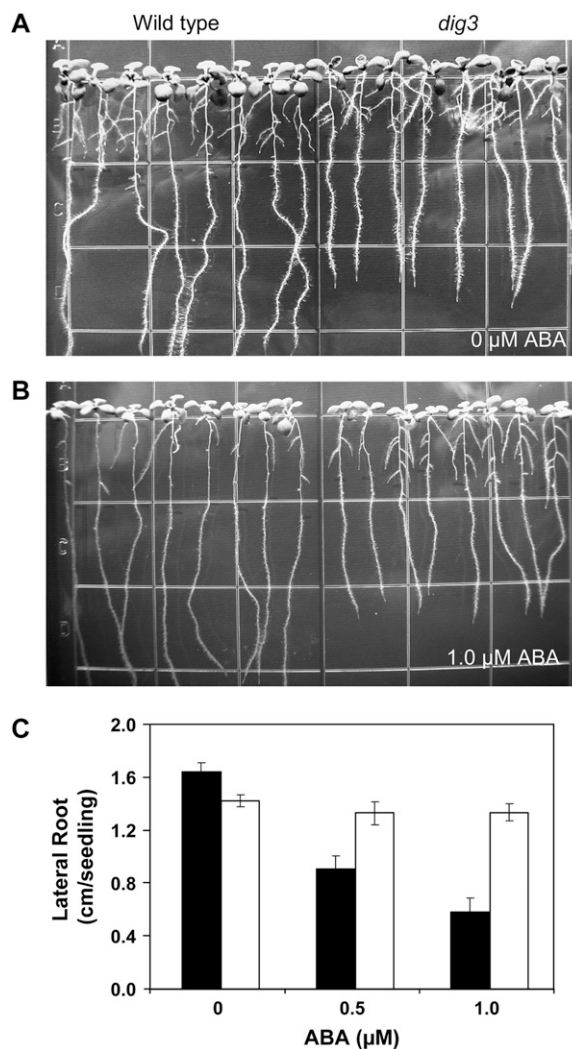 A
Wild type
dig3
0 µM ABA
B
1.0 µM ABA
C
2.0
1.6
1.2
0.8
0.4
0.0
Lateral Root
(cm/seedling)
0
0.5
1.0
ABA (µM)